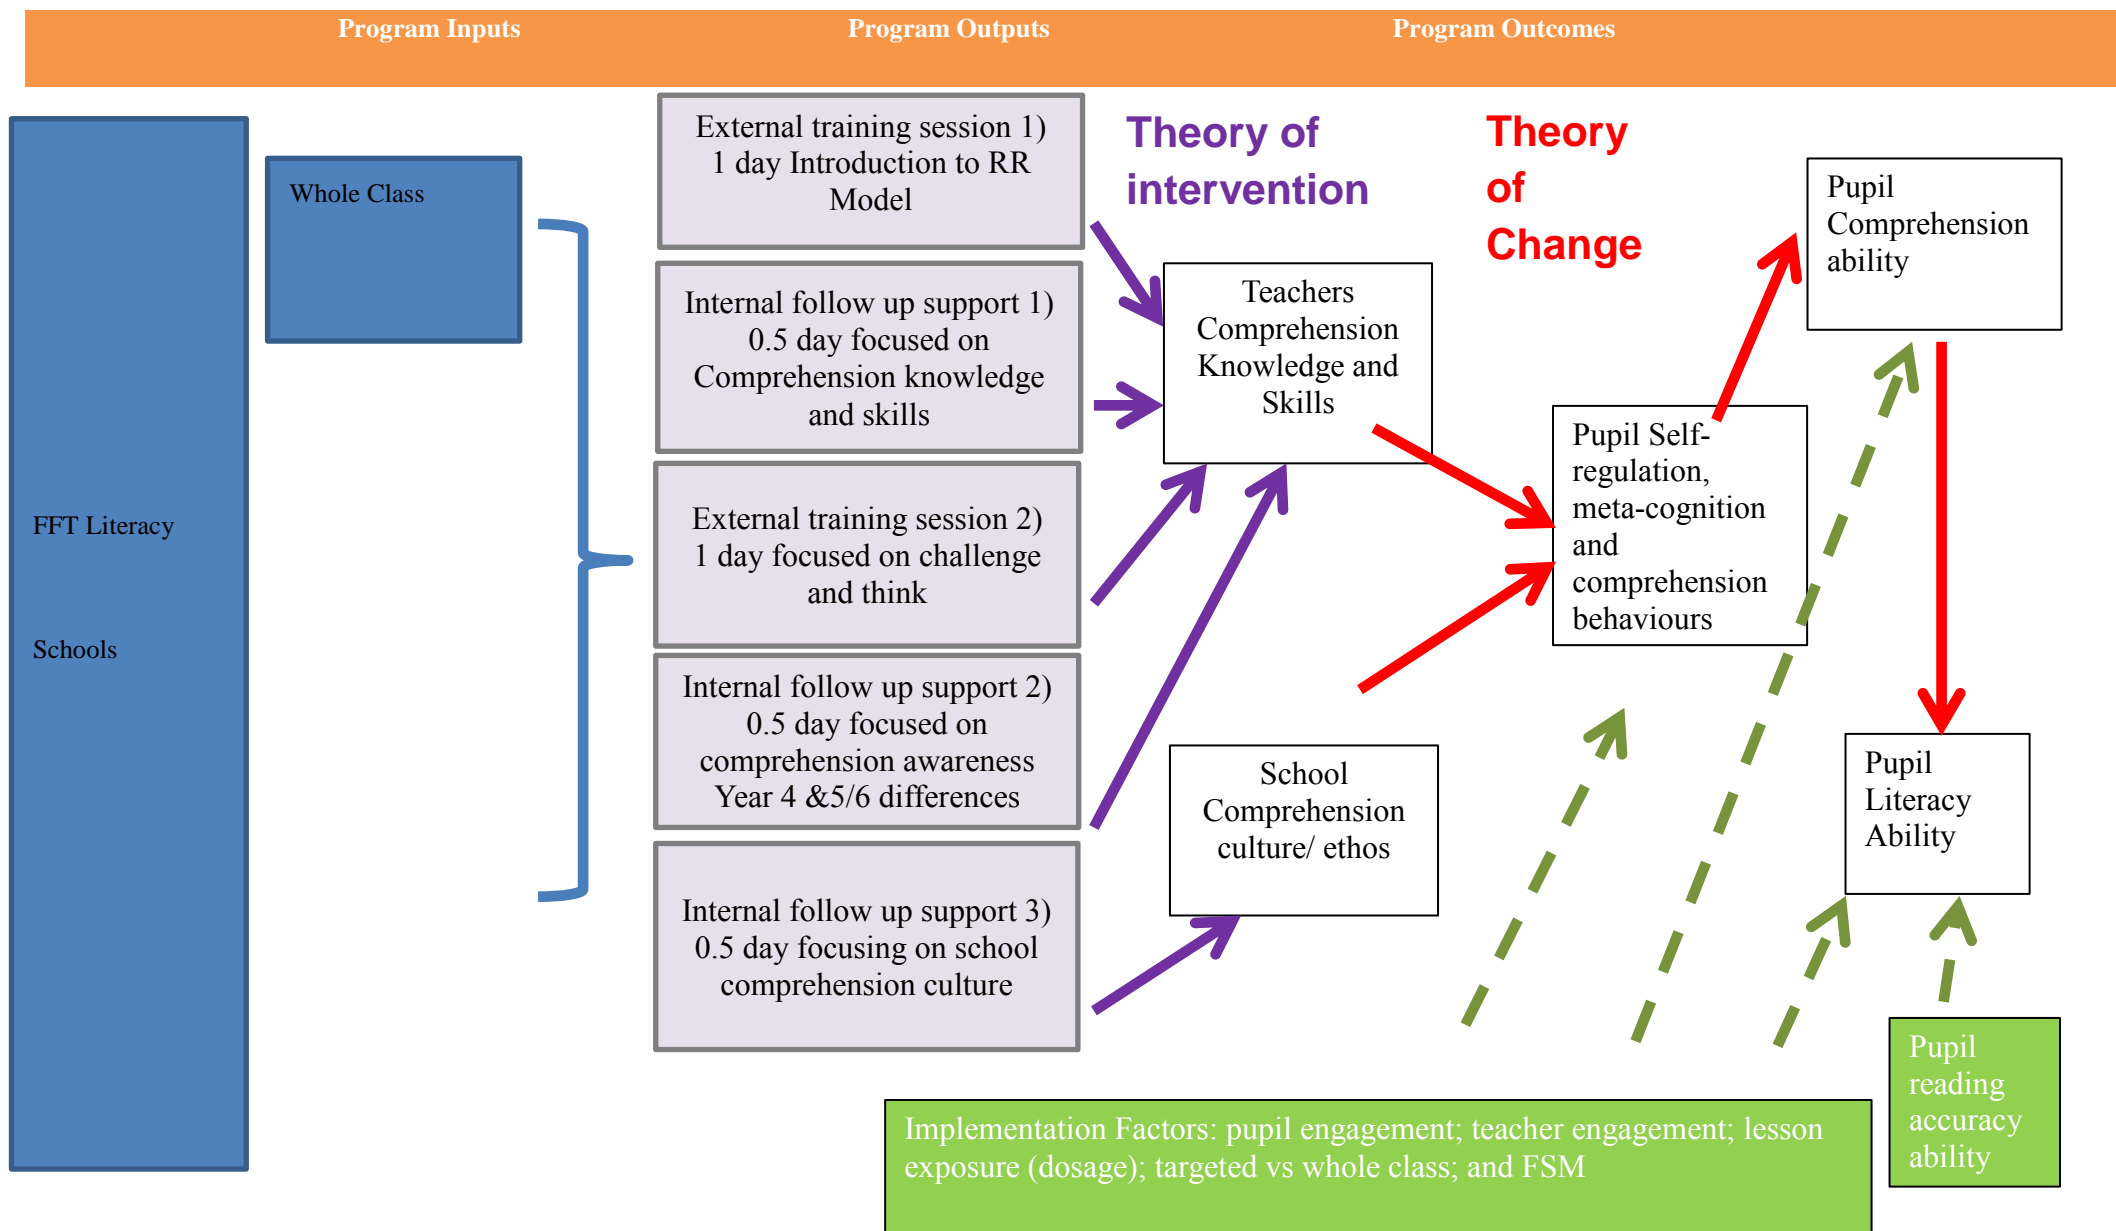 Program Inputs
Program Outputs
Program Outcomes
FFT Literacy
Schools
Whole Class
External training session 1)
1 day Introduction to RR
Model
Internal follow up support 1)
0.5 day focused on
Comprehension knowledge
and skills
External training session 2)
1 day focused on challenge
and think
Internal follow up support 2)
0.5 day focused on
comprehension awareness
Year 4 &5/6 differences
Internal follow up support 3)
0.5 day focusing on school
comprehension culture
Theory of
intervention
Teachers
Comprehension
Knowledge and
Skills
School
Comprehension
culture/ ethos
Theory
of
Change
Pupil Self-
regulation,
meta-cognition
and
comprehension
behaviours
Pupil
Comprehension
ability
Pupil
Literacy
Ability
Pupil
reading
accuracy
ability
Implementation Factors: pupil engagement; teacher engagement; lesson
exposure (dosage); targeted vs whole class; and FSM